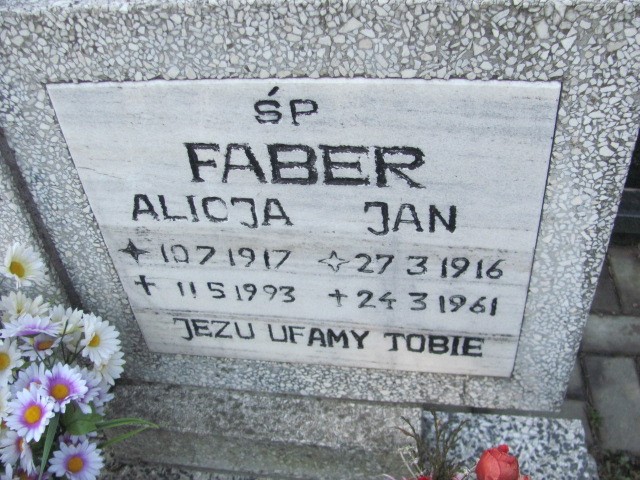 ŚP
FABER
ALICJA JAN
10 7 1917 27 3 1916
11 5 1993 24 3 1961
JEZU UFAMY TOBIE